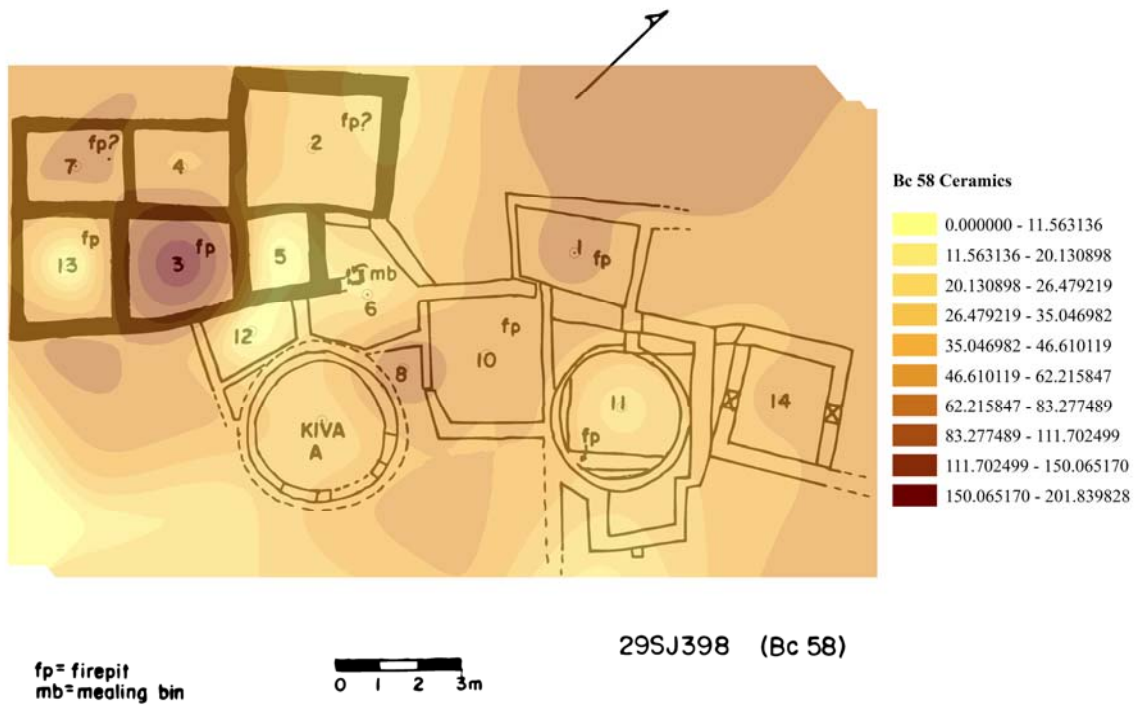 fp?
fp?
2
7
4
fp
fp
13
3
5
1
fp
mb
6
12
fp
8
10
11
14
KIVA
A
fp
Bc 58 Ceramics
0.000000 - 11.563136
11.563136 - 20.130898
20.130898 - 26.479219
26.479219 - 35.046982
35.046982 - 46.610119
46.610119 - 62.215847
62.215847 - 83.277489
83.277489 - 111.702499
111.702499 - 150.065170
150.065170 - 201.839828
29SJ398 (Bc 58)
fp= firepit
mb=mealing bin
0 1 2 3m